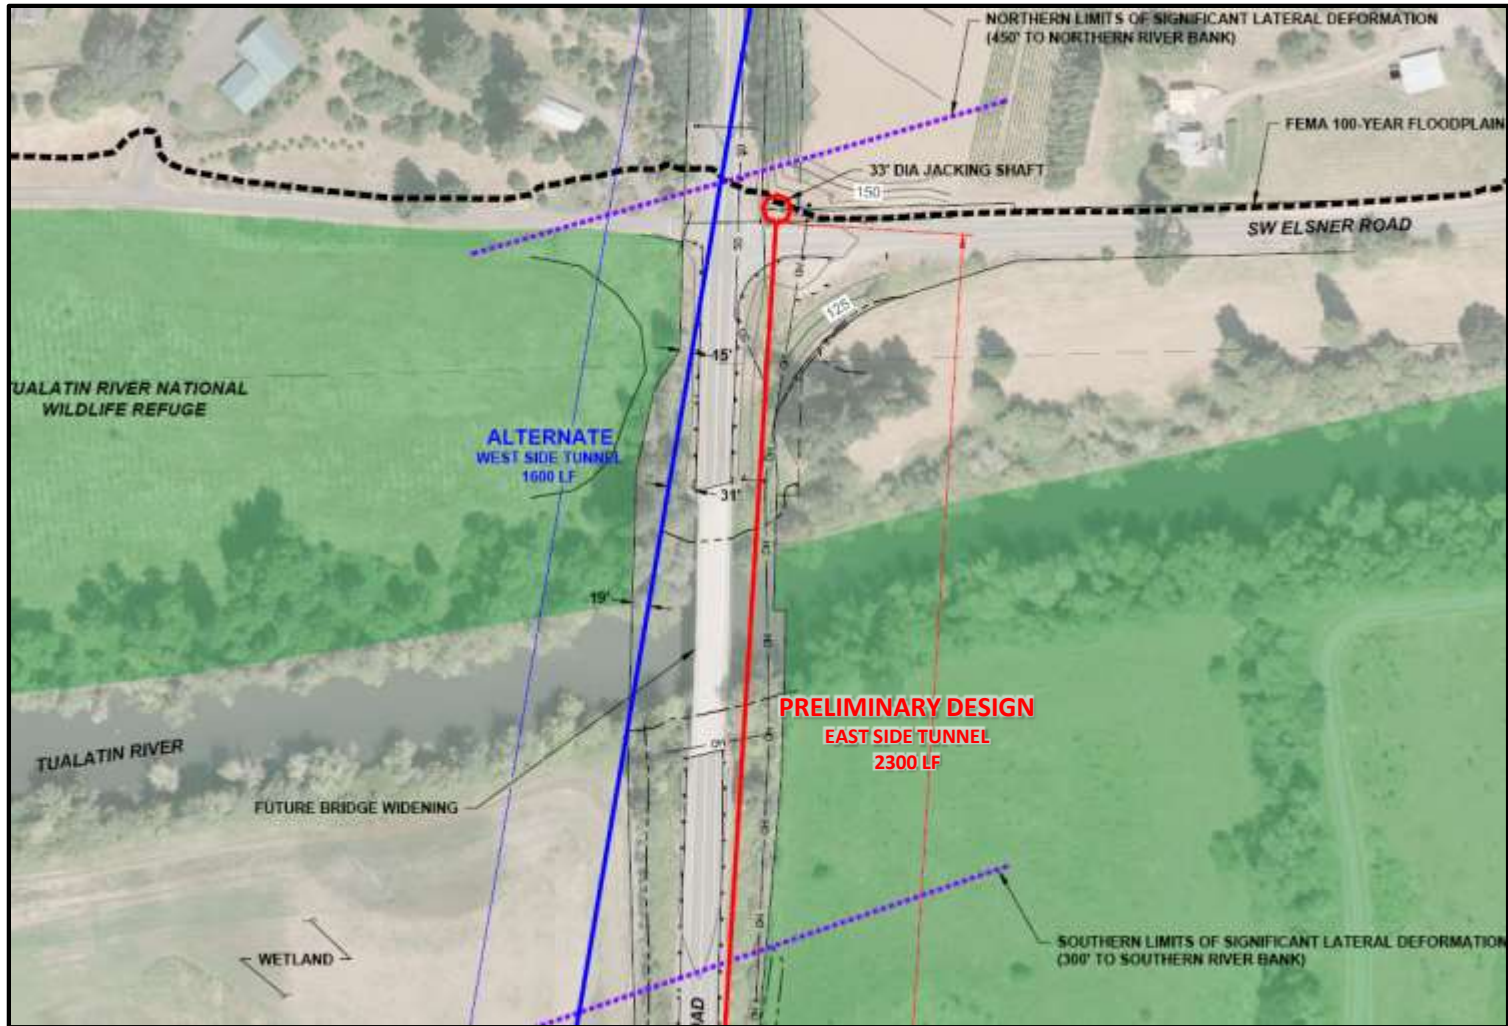 NORTHERN LIMITS OF SIGNIFICANT LATERAL DEFORMATION
(450' TO NORTHERN RIVER BANK)
FEMA 100-YEAR FLOODPLAIN
33' DIA JACKING SHAFT
150
SW ELSNER ROAD
125
15'
UALATIN RIVER NATIONAL
WILDLIFE REFUGE
ALTERNATE
WEST SIDE TUNNEL
1600 LF
31'
19'
PRELIMINARY DESIGN
EAST SIDE TUNNEL
2300 LF
TUALATIN RIVER
FUTURE BRIDGE WIDENING
WETLAND
SOUTHERN LIMITS OF SIGNIFICANT LATERAL DEFORMATION
(300' TO SOUTHERN RIVER BANK)
OAD